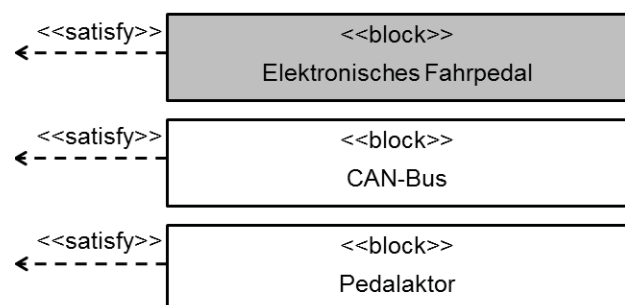 <<satisfy>> <<block>>
Elektronisches Fahrpedal
<<satisfy>> <<block>>
CAN-Bus
<<satisfy>> <<block>>
Pedalaktor